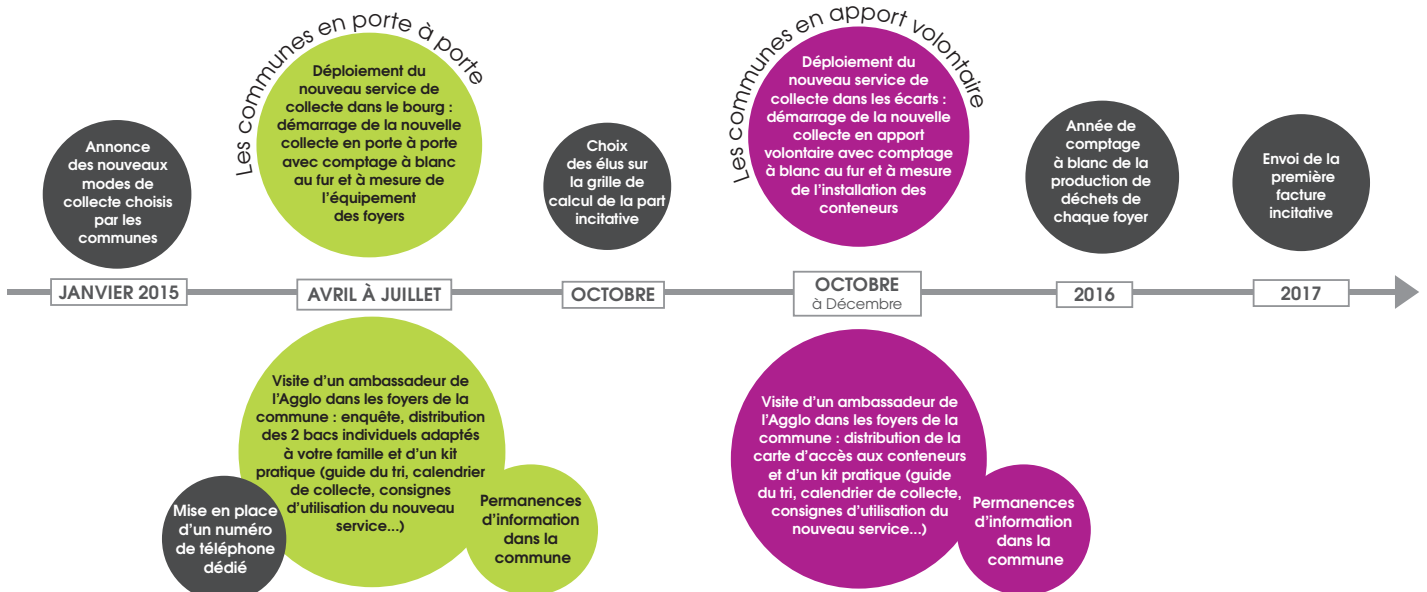 Annonce
des nouveaux
modes de
collecte choisis
par les
communes
JANVIER 2015
Les communes en porte à porte
Déploiement du
nouveau service de
collecte dans le bourg :
démarrage de la nouvelle
collecte en porte à porte
avec comptage à blanc
au fur et à mesure de
l'équipement
des foyers
AVRIL À JUILLET
Visite d'un ambassadeur de
l'Agglo dans les foyers de la
commune : enquête, distribution
des 2 bacs individuels adaptés
à votre famille et d'un kit
pratique (guide du tri, calendrier
de collecte, consignes
d'utilisation du nouveau
service...)
Mise en place
d'un numéro
de téléphone
dédié
Permanences
d'information
dans la
commune
Choix
des élus sur
la grille de
calcul de la part
incitative
OCTOBRE
Les communes en apport volontaire
Déploiement du
nouveau service de
collecte dans les écarts :
démarrage de la nouvelle
collecte en apport
volontaire avec comptage
à blanc au fur et à mesure
de l'installation des
conteneurs
OCTOBRE
à Décembre
Visite d'un ambassadeur de
l'Agglo dans les foyers de la
commune : distribution de la
carte d'accès aux conteneurs
et d'un kit pratique (guide
du tri, calendrier de collecte,
consignes d'utilisation du
nouveau service...)
Permanences
d'information
dans la
commune
Année de
comptage
à blanc de la
production de
déchets de
chaque foyer
2016
Envoi de la
première
facture
incitative
2017